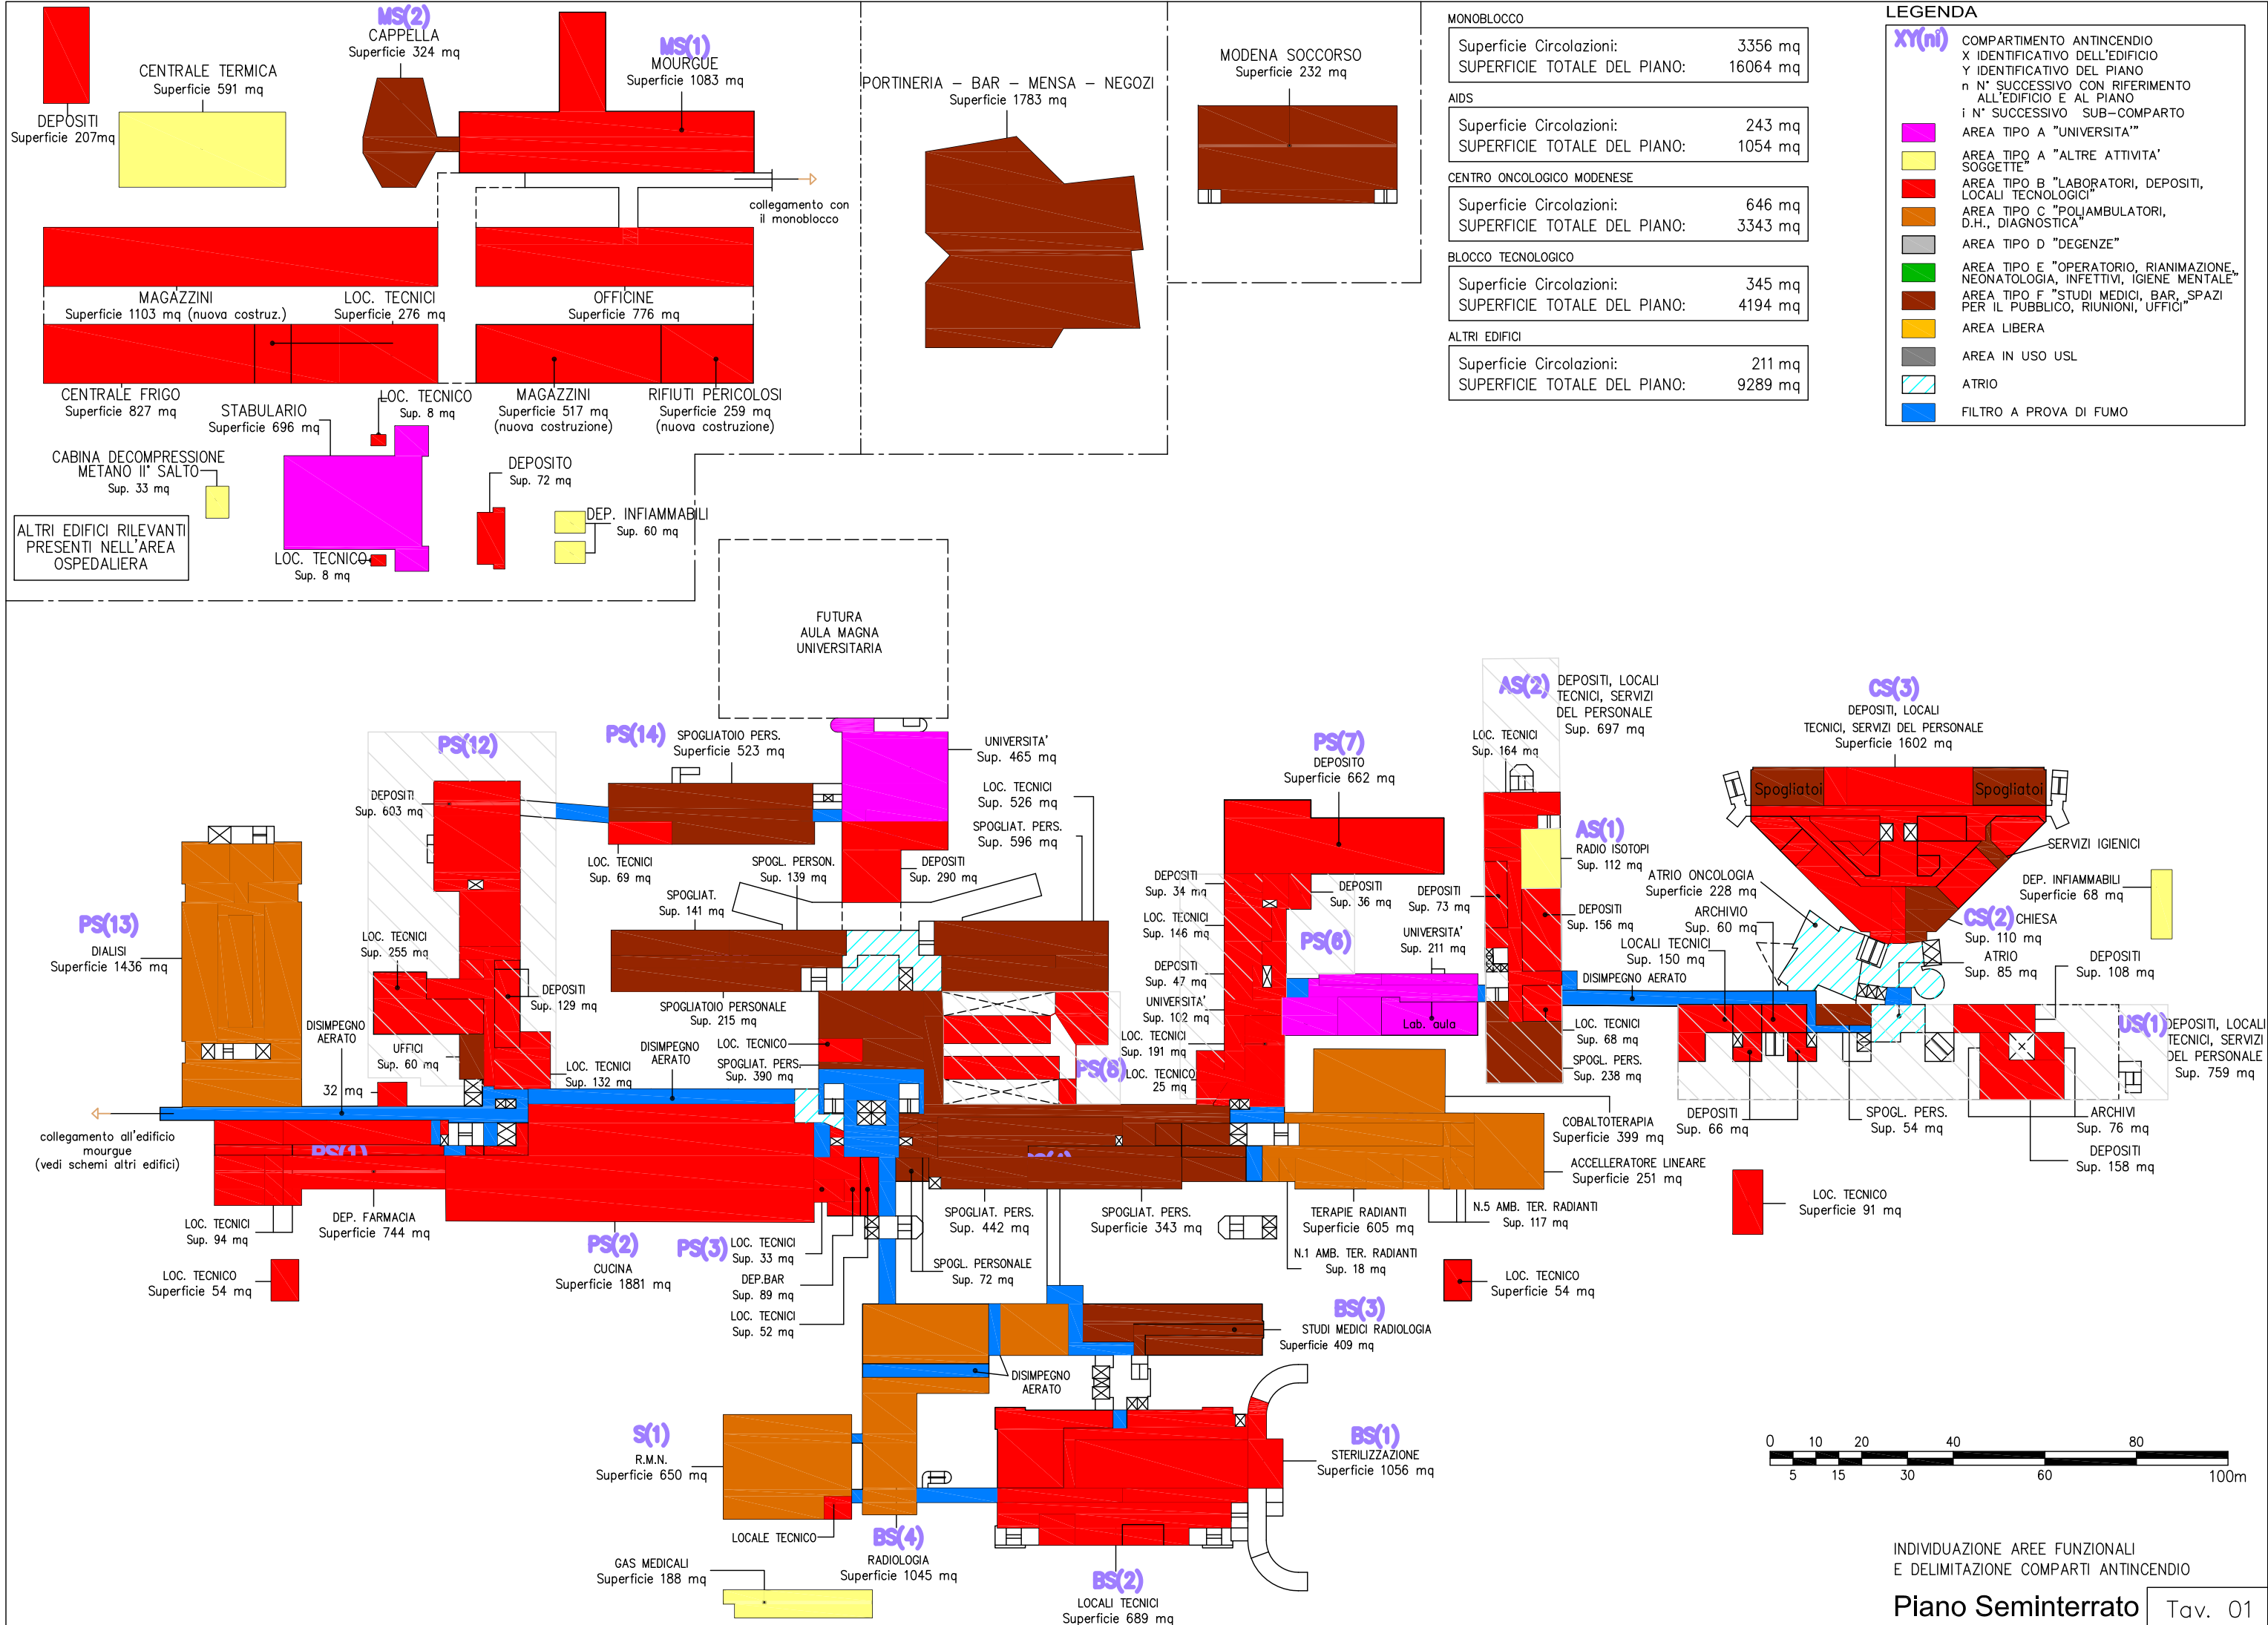 MS(2)
CAPPELLA
Superficie 324 mq
MS(1)
MOURGUE
Superficie 1083 mq
CENTRALE TERMICA
Superficie 591 mq
DEPOSITI
Superficie 207mq
collegamento con
il monoblocco
MAGAZZINI
Superficie 1103 mq (nuova costruz.)
LOC. TECNICI
Superficie 276 mq
OFFICINE
Superficie 776 mq
CENTRALE FRIGO
Superficie 827 mq
LOC. TECNICO
Sup. 8 mq
MAGAZZINI
Superficie 517 mq
(nuova costruzione)
RIFIUTI PERICOLOSI
Superficie 259 mq
(nuova costruzione)
STABULARIO
Superficie 696 mq
CABINA DECOMPRESSIONE
METANO II° SALTO
Sup. 33 mq
DEPOSITO
Sup. 72 mq
DEP. INFIAMMABILI
Sup. 60 mq
LOC. TECNICO
Sup. 8 mq
ALTRI EDIFICI RILEVANTI
PRESENTI NELL'AREA
OSPEDALIERA
PORTINERIA – BAR – MENSA – NEGOZI
Superficie 1783 mq
MODENA SOCCORSO
Superficie 232 mq
MONOBLOCCO
Superficie Circolazioni: 3356 mq
SUPERFICIE TOTALE DEL PIANO: 16064 mq
AIDS
Superficie Circolazioni: 243 mq
SUPERFICIE TOTALE DEL PIANO: 1054 mq
CENTRO ONCOLOGICO MODENESE
Superficie Circolazioni: 646 mq
SUPERFICIE TOTALE DEL PIANO: 3343 mq
BLOCCO TECNOLOGICO
Superficie Circolazioni: 345 mq
SUPERFICIE TOTALE DEL PIANO: 4194 mq
ALTRI EDIFICI
Superficie Circolazioni: 211 mq
SUPERFICIE TOTALE DEL PIANO: 9289 mq
LEGENDA
XY(ni) COMPARTIMENTO ANTINCENDIO
X IDENTIFICATIVO DELL'EDIFICIO
Y IDENTIFICATIVO DEL PIANO
n N° SUCCESSIVO CON RIFERIMENTO
ALL'EDIFICIO E AL PIANO
i N° SUCCESSIVO SUB–COMPARTO
AREA TIPO A "UNIVERSITA'"
AREA TIPO A "ALTRE ATTIVITA'
SOGGETTE"
AREA TIPO B "LABORATORI, DEPOSITI,
LOCALI TECNOLOGICI"
AREA TIPO C "POLIAMBULATORI,
D.H., DIAGNOSTICA"
AREA TIPO D "DEGENZE"
AREA TIPO E "OPERATORIO, RIANIMAZIONE,
NEONATOLOGIA, INFETTIVI, IGIENE MENTALE"
AREA TIPO F "STUDI MEDICI, BAR, SPAZI
PER IL PUBBLICO, RIUNIONI, UFFICI"
AREA LIBERA
AREA IN USO USL
ATRIO
FILTRO A PROVA DI FUMO
FUTURA
AULA MAGNA
UNIVERSITARIA
PS(12)
PS(14)
SPOGLIATOIO PERS.
Superficie 523 mq
UNIVERSITA'
Sup. 465 mq
DEPOSITI
Sup. 603 mq
LOC. TECNICI
Sup. 526 mq
SPOGLIAT. PERS.
Sup. 596 mq
LOC. TECNICI
Sup. 69 mq
SPOGL. PERSON.
Sup. 139 mq
DEPOSITI
Sup. 290 mq
SPOGLIAT.
Sup. 141 mq
PS(13)
DIALISI
Superficie 1436 mq
LOC. TECNICI
Sup. 255 mq
DEPOSITI
Sup. 129 mq
SPOGLIATOIO PERSONALE
Sup. 215 mq
DISIMPEGNO
AERATO
UFFICI
Sup. 60 mq
LOC. TECNICI
Sup. 132 mq
DISIMPEGNO
AERATO
LOC. TECNICO
SPOGLIAT. PERS.
Sup. 390 mq
32 mq
PS(8)
collegamento all'edificio
mourgue
(vedi schemi altri edifici)
PS(1)
LOC. TECNICI
Sup. 94 mq
DEP. FARMACIA
Superficie 744 mq
LOC. TECNICO
Superficie 54 mq
PS(2)
CUCINA
Superficie 1881 mq
PS(3)
LOC. TECNICI
Sup. 33 mq
DEP.BAR
Sup. 89 mq
LOC. TECNICI
Sup. 52 mq
SPOGLIAT. PERS.
Sup. 442 mq
SPOGL. PERSONALE
Sup. 72 mq
SPOGLIAT. PERS.
Superficie 343 mq
PS(7)
DEPOSITO
Superficie 662 mq
DEPOSITI
Sup. 34 mq
DEPOSITI
Sup. 36 mq
LOC. TECNICI
Sup. 146 mq
PS(6)
DEPOSITI
Sup. 47 mq
UNIVERSITA'
Sup. 102 mq
LOC. TECNICI
Sup. 191 mq
LOC. TECNICO
25 mq
DEPOSITI
Sup. 73 mq
UNIVERSITA'
Sup. 211 mq
Lab. aula
AS(2)
DEPOSITI, LOCALI
TECNICI, SERVIZI
DEL PERSONALE
Sup. 697 mq
LOC. TECNICI
Sup. 164 mq
AS(1)
RADIO ISOTOPI
Sup. 112 mq
DEPOSITI
Sup. 156 mq
DISIMPEGNO AERATO
LOC. TECNICI
Sup. 68 mq
SPOGL. PERS.
Sup. 238 mq
COBALTOTERAPIA
Superficie 399 mq
ACCELLERATORE LINEARE
Superficie 251 mq
N.5 AMB. TER. RADIANTI
Sup. 117 mq
TERAPIE RADIANTI
Superficie 605 mq
N.1 AMB. TER. RADIANTI
Sup. 18 mq
LOC. TECNICO
Superficie 54 mq
CS(3)
DEPOSITI, LOCALI
TECNICI, SERVIZI DEL PERSONALE
Superficie 1602 mq
Spogliatoi
Spogliatoi
SERVIZI IGIENICI
ATRIO ONCOLOGIA
Superficie 228 mq
DEP. INFIAMMABILI
Superficie 68 mq
ARCHIVIO
Sup. 60 mq
CS(2)
CHIESA
Sup. 110 mq
LOCALI TECNICI
Sup. 150 mq
ATRIO
Sup. 85 mq
DEPOSITI
Sup. 108 mq
US(1)
DEPOSITI, LOCALI
TECNICI, SERVIZI
DEL PERSONALE
Sup. 759 mq
DEPOSITI
Sup. 66 mq
SPOGL. PERS.
Sup. 54 mq
ARCHIVI
Sup. 76 mq
DEPOSITI
Sup. 158 mq
LOC. TECNICO
Superficie 91 mq
BS(3)
STUDI MEDICI RADIOLOGIA
Superficie 409 mq
DISIMPEGNO
AERATO
S(1)
R.M.N.
Superficie 650 mq
LOCALE TECNICO
BS(4)
RADIOLOGIA
Superficie 1045 mq
BS(1)
STERILIZZAZIONE
Superficie 1056 mq
BS(2)
LOCALI TECNICI
Superficie 689 mq
GAS MEDICALI
Superficie 188 mq
0 10 20 40 80
5 15 30 60 100m
INDIVIDUAZIONE AREE FUNZIONALI
E DELIMITAZIONE COMPARTI ANTINCENDIO
Piano Seminterrato
Tav. 01